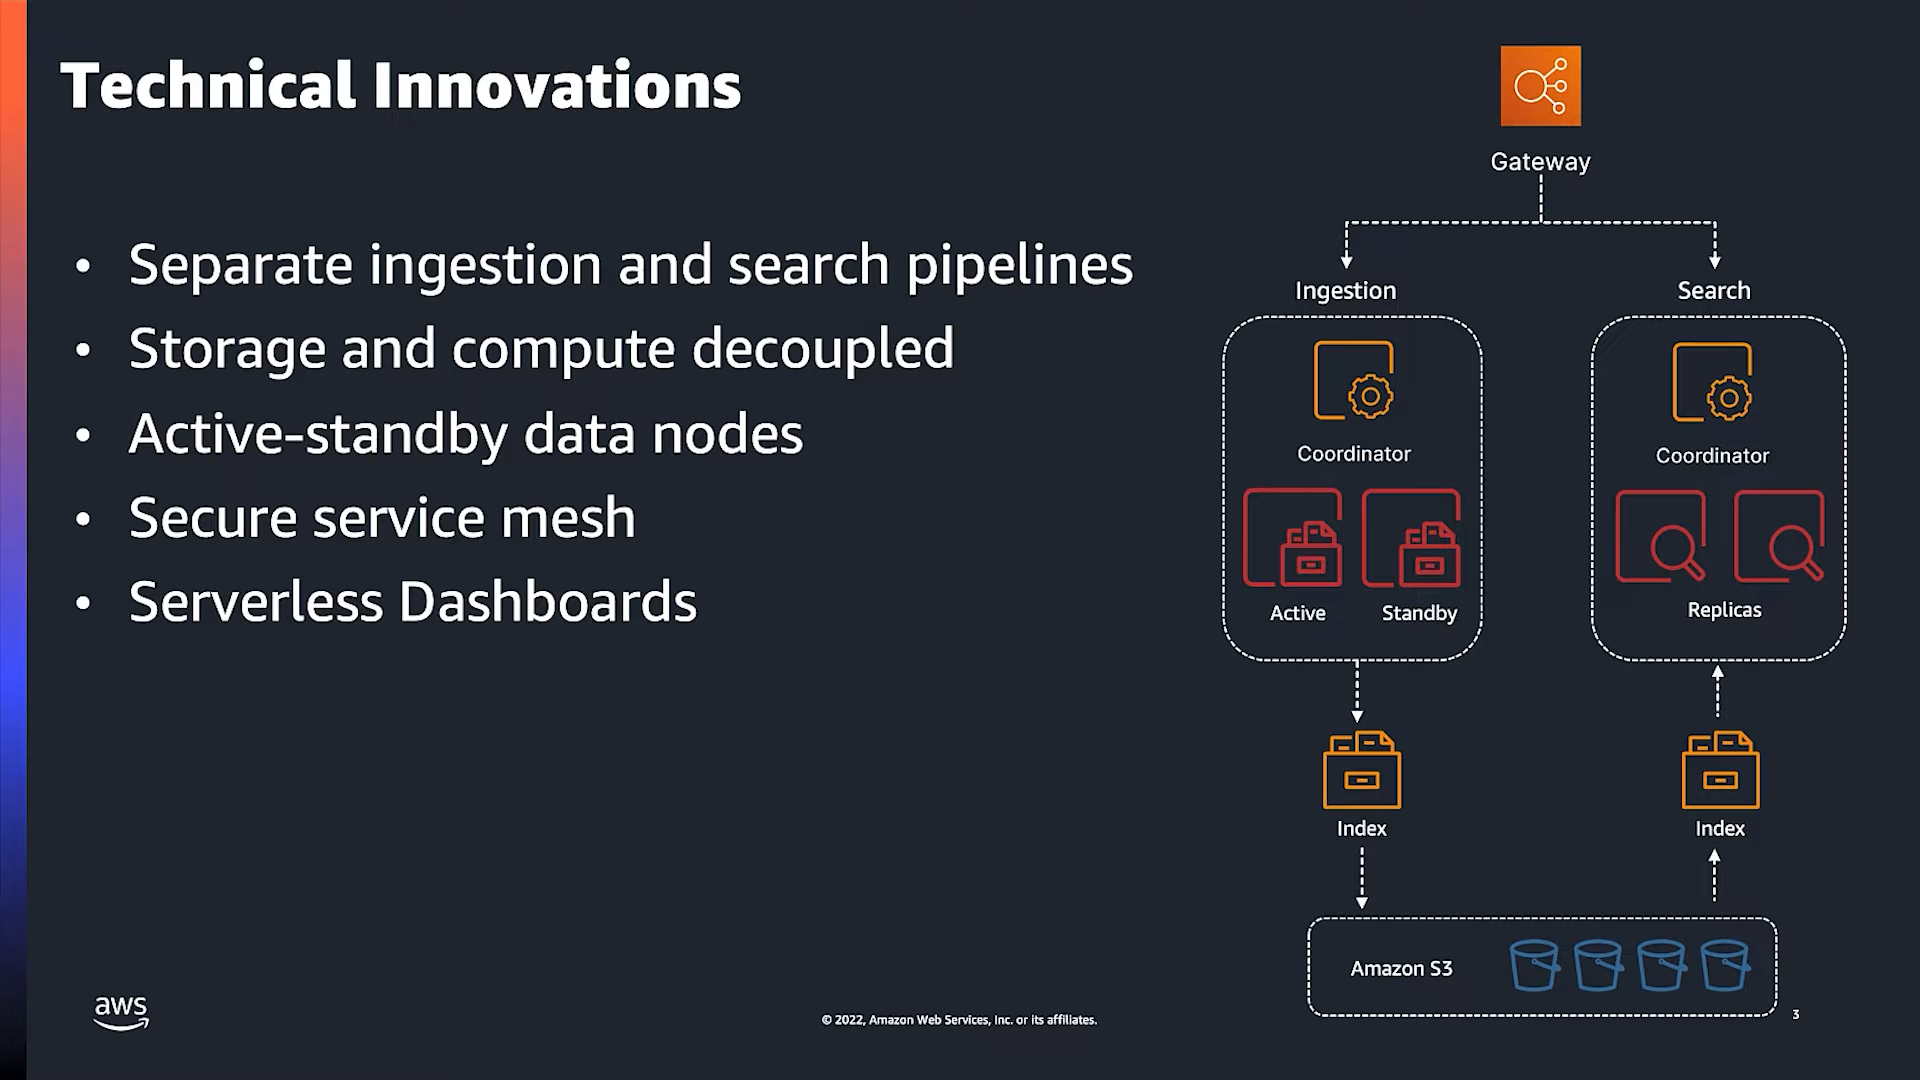 Technical Innovations
• Separate ingestion and search pipelines
• Storage and compute decoupled
• Active-standby data nodes
• Secure service mesh
• Serverless Dashboards
Gateway
Ingestion
Search
Coordinator
Coordinator
Active
Standby
Replicas
Index
Index
Amazon S3
aws
© 2022, Amazon Web Services, Inc. or its affiliates.
3